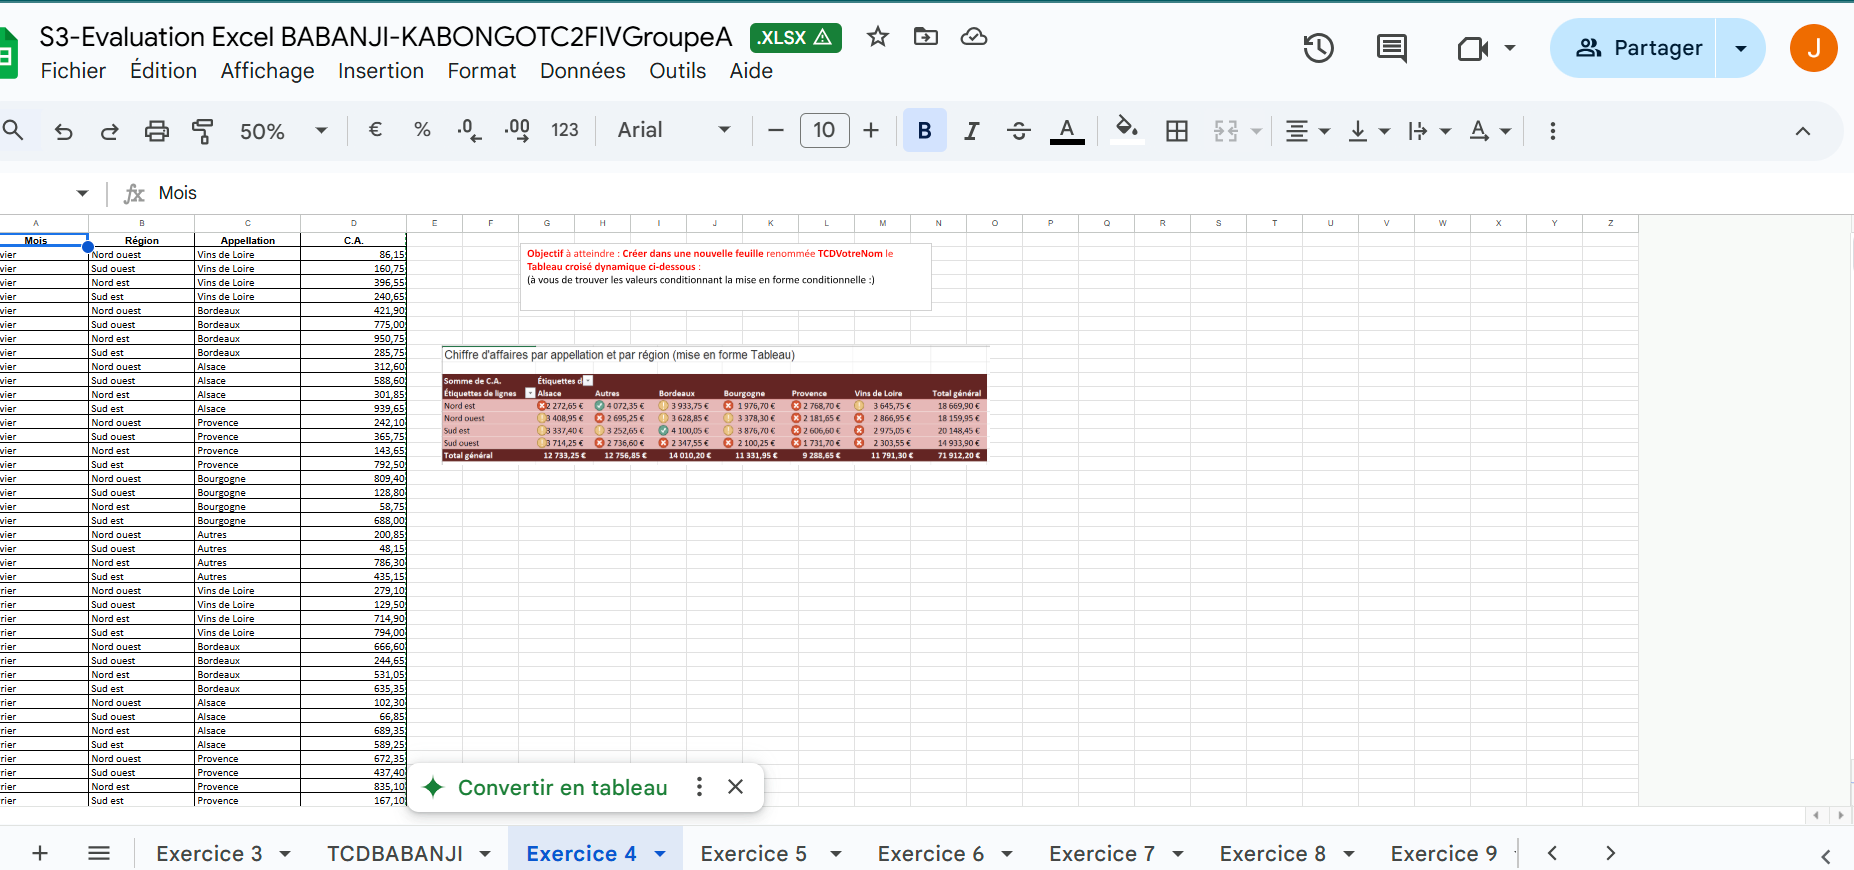 S3-Evaluation Excel BABANJI-KABONGOTC2FIVGroupeA .XLSX
Fichier Édition Affichage Insertion Format Données Outils Aide
Partager J
50% € % .0 .00 123 Arial 10 B I A
fx Mois
A B C D E F G H I J K L M N O P Q R S T U V W X Y Z
Mois Région Appellation C.A.
vier Nord ouest Vins de Loire 86,15
vier Sud ouest Vins de Loire 160,75
vier Nord est Vins de Loire 396,55
vier Sud est Vins de Loire 240,65
vier Nord ouest Bordeaux 421,90
vier Sud ouest Bordeaux 775,00
vier Nord est Bordeaux 950,75
vier Sud est Bordeaux 285,75
vier Nord ouest Alsace 312,60
vier Sud ouest Alsace 588,60
vier Nord est Alsace 301,85
vier Sud est Alsace 939,65
vier Nord ouest Provence 242,10
vier Sud ouest Provence 365,75
vier Nord est Provence 143,65
vier Sud est Provence 792,50
vier Nord ouest Bourgogne 809,40
vier Sud ouest Bourgogne 128,80
vier Nord est Bourgogne 58,75
vier Sud est Bourgogne 688,00
vier Nord ouest Autres 200,85
vier Sud ouest Autres 48,15
vier Nord est Autres 786,30
vier Sud est Autres 435,15
rier Nord ouest Vins de Loire 279,10
rier Sud ouest Vins de Loire 129,50
rier Nord est Vins de Loire 714,90
rier Sud est Vins de Loire 794,00
rier Nord ouest Bordeaux 666,60
rier Sud ouest Bordeaux 244,65
rier Nord est Bordeaux 531,05
rier Sud est Bordeaux 635,35
rier Nord ouest Alsace 102,30
rier Sud ouest Alsace 66,85
rier Nord est Alsace 689,35
rier Sud est Alsace 589,25
rier Nord ouest Provence 672,35
rier Sud ouest Provence 437,40
rier Nord est Provence 835,10
rier Sud est Provence 167,10
Objectif à atteindre : Créer dans une nouvelle feuille renommée TCDVotreNom le
Tableau croisé dynamique ci-dessous :
(à vous de trouver les valeurs conditionnant la mise en forme conditionnelle :)
Chiffre d'affaires par appellation et par région (mise en forme Tableau)
Somme de C.A. Étiquettes d
Étiquettes de lignes Alsace Autres Bordeaux Bourgogne Provence Vins de Loire Total général
Nord est 2 272,65 € 4 072,35 € 3 933,75 € 1 976,70 € 2 768,70 € 3 645,75 € 18 669,90 €
Nord ouest 3 408,95 € 2 695,25 € 3 628,85 € 3 378,30 € 2 181,65 € 2 866,95 € 18 159,95 €
Sud est 3 337,40 € 3 252,65 € 4 100,05 € 3 876,70 € 2 606,60 € 2 975,05 € 20 148,45 €
Sud ouest 3 714,25 € 2 736,60 € 2 347,55 € 2 100,25 € 1 731,70 € 2 303,55 € 14 933,90 €
Total général 12 733,25 € 12 756,85 € 14 010,20 € 11 331,95 € 9 288,65 € 11 791,30 € 71 912,20 €
Convertir en tableau
Exercice 3 TCDBABANJI Exercice 4 Exercice 5 Exercice 6 Exercice 7 Exercice 8 Exercice 9